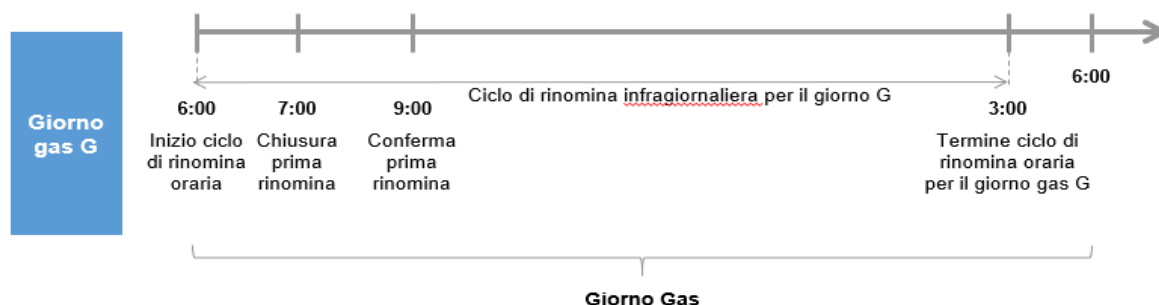 Giorno
gas G
6:00
Ciclo di rinomina infragiornaliera per il giorno G
6:00
Inizio ciclo
di rinomina
oraria
7:00
Chiusura
prima
rinomina
9:00
Conferma
prima
rinomina
3:00
Termine ciclo di
rinomina oraria
per il giorno gas G
Giorno Gas